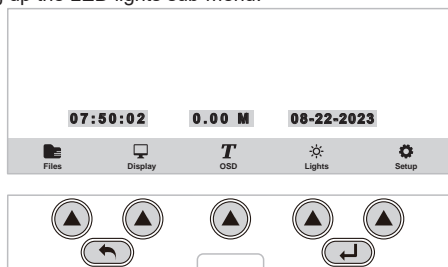 up the LED lights sub-menu.
07:50:02 0.00 M 08-22-2023
Files Display T OSD Lights Setup